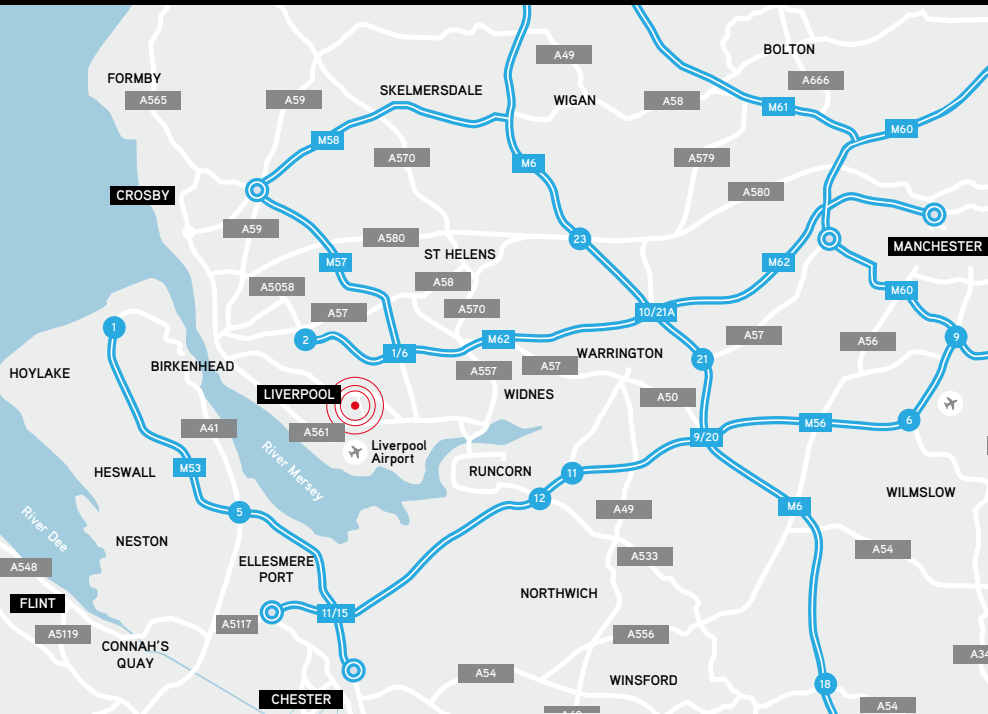 BOLTON
A49
FORMBY
A666
SKELMERSDALE
A565
A59
WIGAN
A58
M61
M60
M58
A570
M6
A579
CROSBY
A580
A59
A580
23
MANCHESTER
ST HELENS
M57
M62
A5058
A58
M60
A57
A570
10/21A
1
2
M62
A57
A56
9
1/6
WARRINGTON
21
HOYLAKE
BIRKENHEAD
A557
A57
LIVERPOOL
WIDNES
A50
A41
A561
M56
6
9/20
Liverpool
Airport
River Mersey
HESWALL
M53
RUNCORN
11
12
WILMSLOW
5
A49
M6
River Dee
NESTON
A54
A548
ELLESMERE
PORT
A533
FLINT
NORTHWICH
11/15
A5117
A5119
A556
CONNAH'S
QUAY
A54
WINSFORD
18
CHESTER
A54